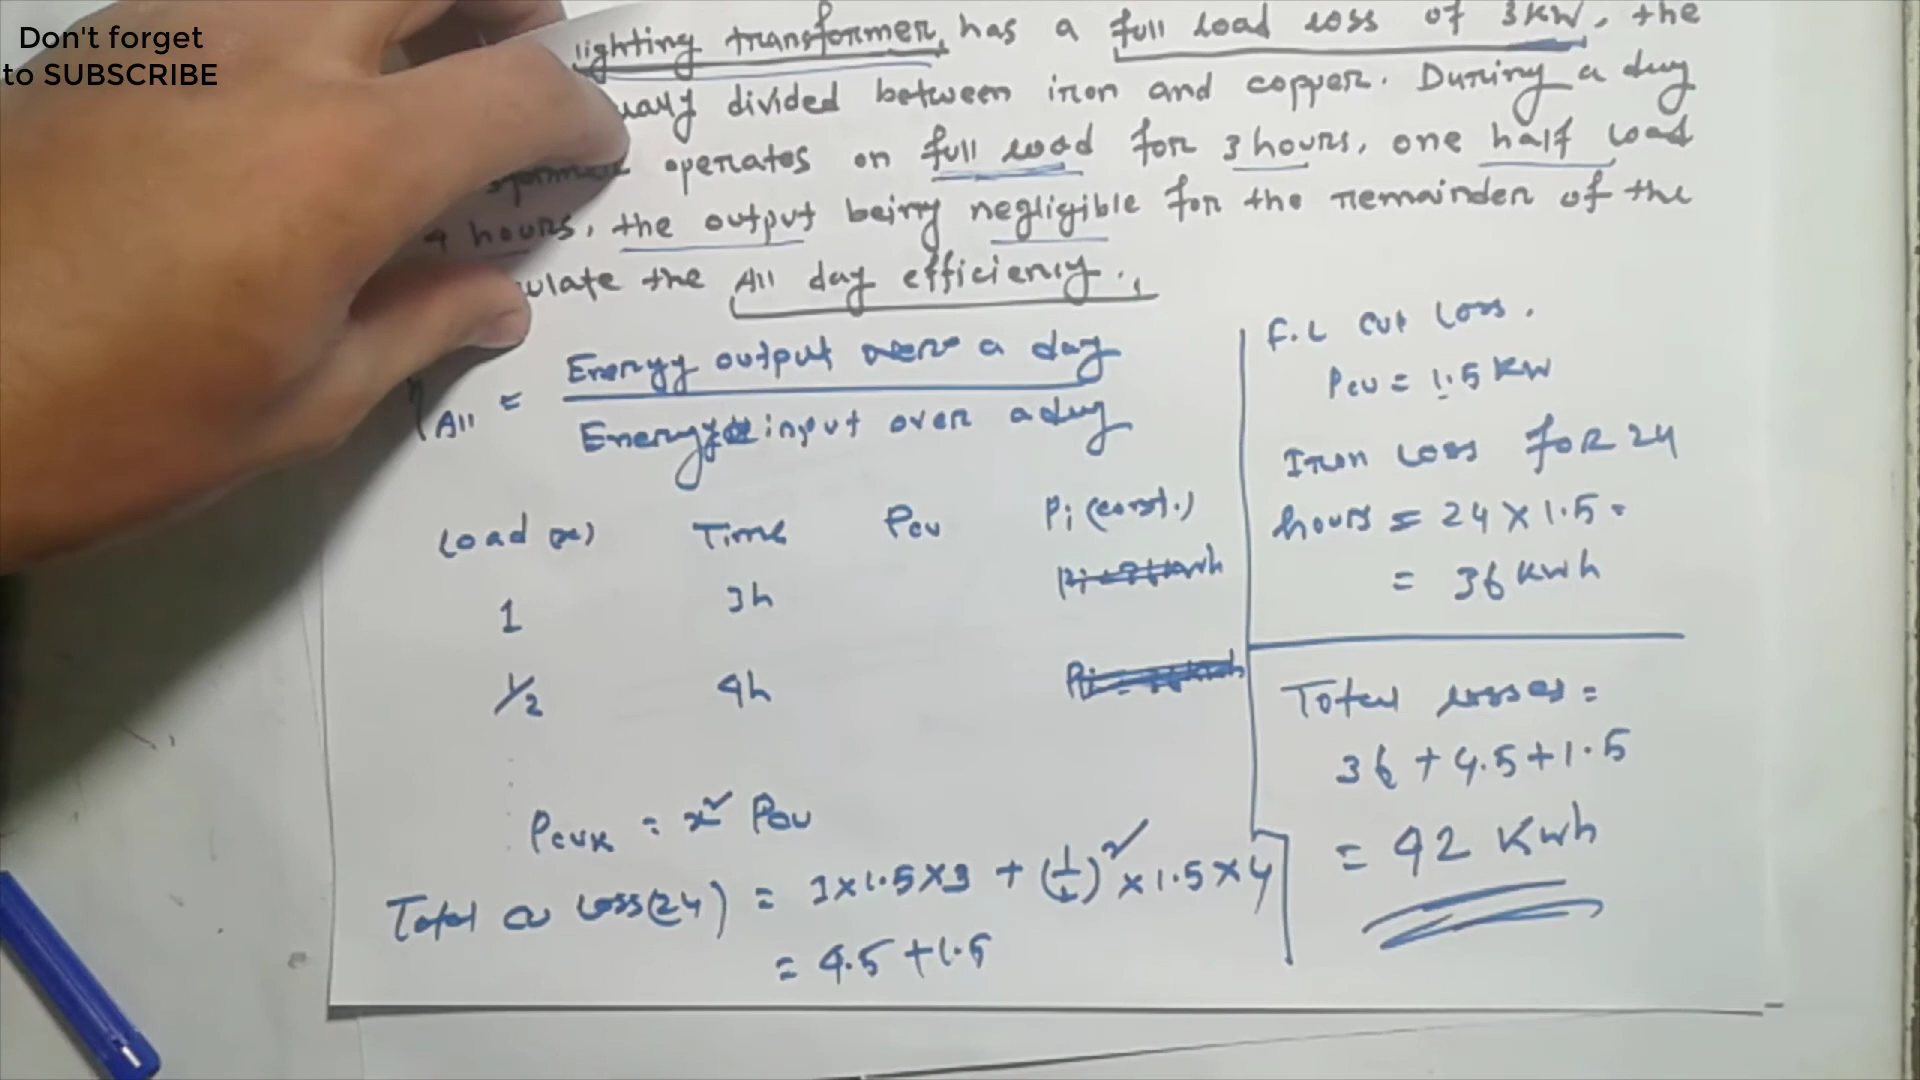 Don't forget
to SUBSCRIBE
lighting transformer, has a full load loss of 3kW, the
ually divided between iron and copper. During a day
operates on full load for 3 hours, one half load
4 hours, the output being negligible for the remainder of the
ulate the All day efficiency.
η All = Energy output over a day
Energy input over a day
Load (x) Time Pcu Pi (const.)
1 3h
1/2 4h
Pcux = x² Pcu
Total cu loss(24) = 1x1.5x3 + (1/2)² x 1.5 x 4
= 4.5 + 1.5
F.L cu loss.
Pcu = 1.5 kW
Iron loss for 24
hours = 24 x 1.5 =
= 36 kWh
Total losses =
36 + 4.5 + 1.5
= 42 kWh